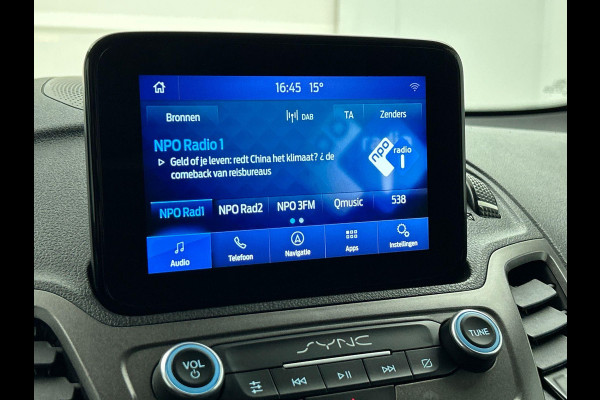 16:45 15°
Bronnen DAB TA Zenders
NPO Radio 1
Geld of je leven: redt China het klimaat? ¿ de
comeback van reisbureaus
npo radio 1
NPO Rad1 NPO Rad2 NPO 3FM Qmusic 538
Audio Telefoon Navigatie Apps Instellingen
SYNC
VOL
TUNE